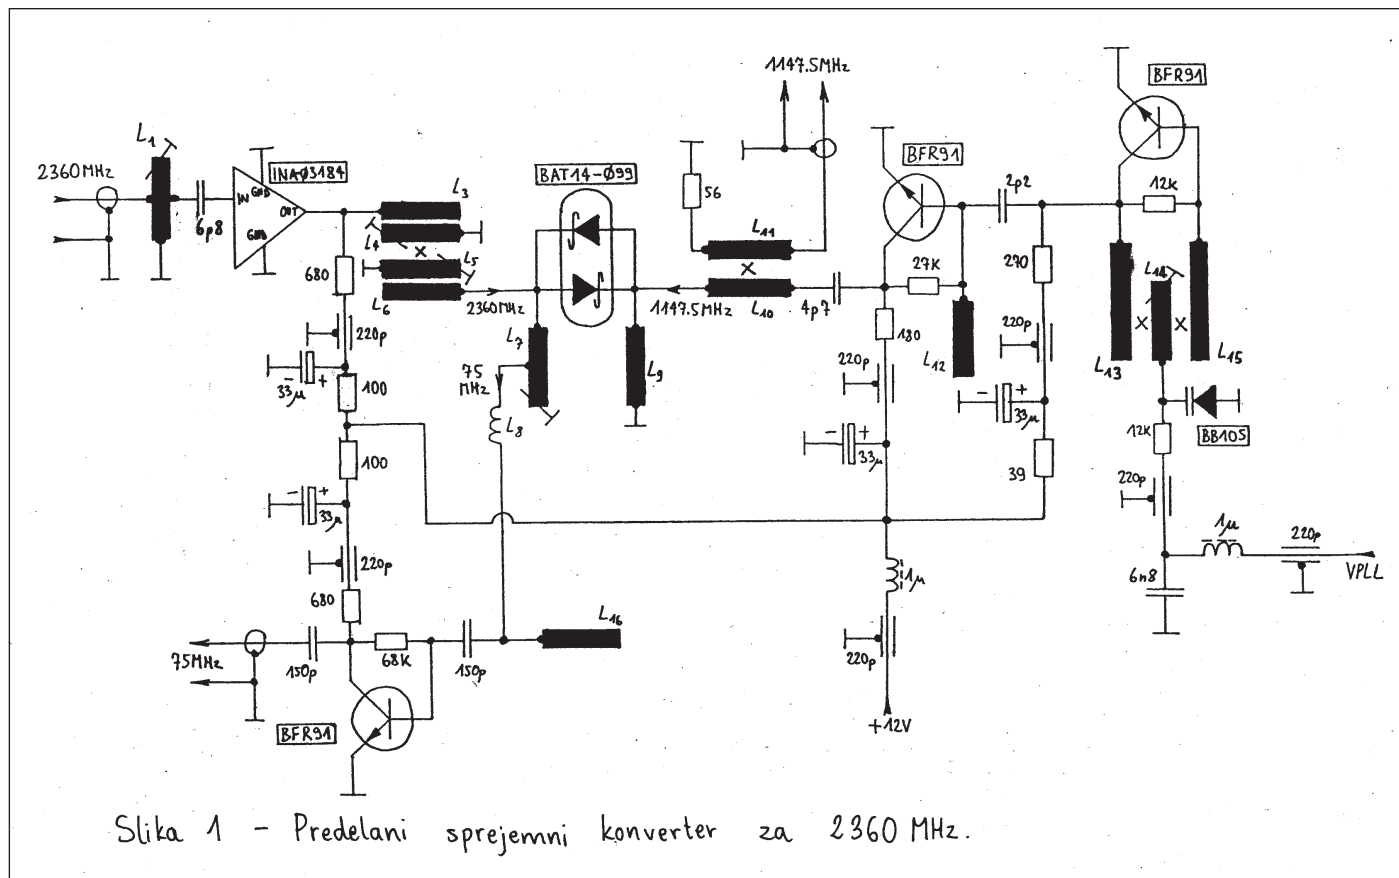 1147.5MHz
BFR91
L1
2360MHz
INAØ3184
IN
GND
OUT
GND
6p8
BAT14-Ø99
L3
L4
L5
L6
2360MHz
56
L11
L10
1147.5MHz
4p7
BFR91
2p2
12K
27K
270
680
220p
33µ
- +
100
100
- +
33µ
220p
680
L7
75
MHz
L8
L9
180
220p
- +
33µ
L12
220p
- +
33µ
39
L13
L14
L15
BB105
12K
220p
1µ
220p
6n8
VPLL
1µ
220p
+12V
L16
75MHz
150p
68K
150p
BFR91
Slika 1 - Predelani sprejemni konverter za 2360 MHz.